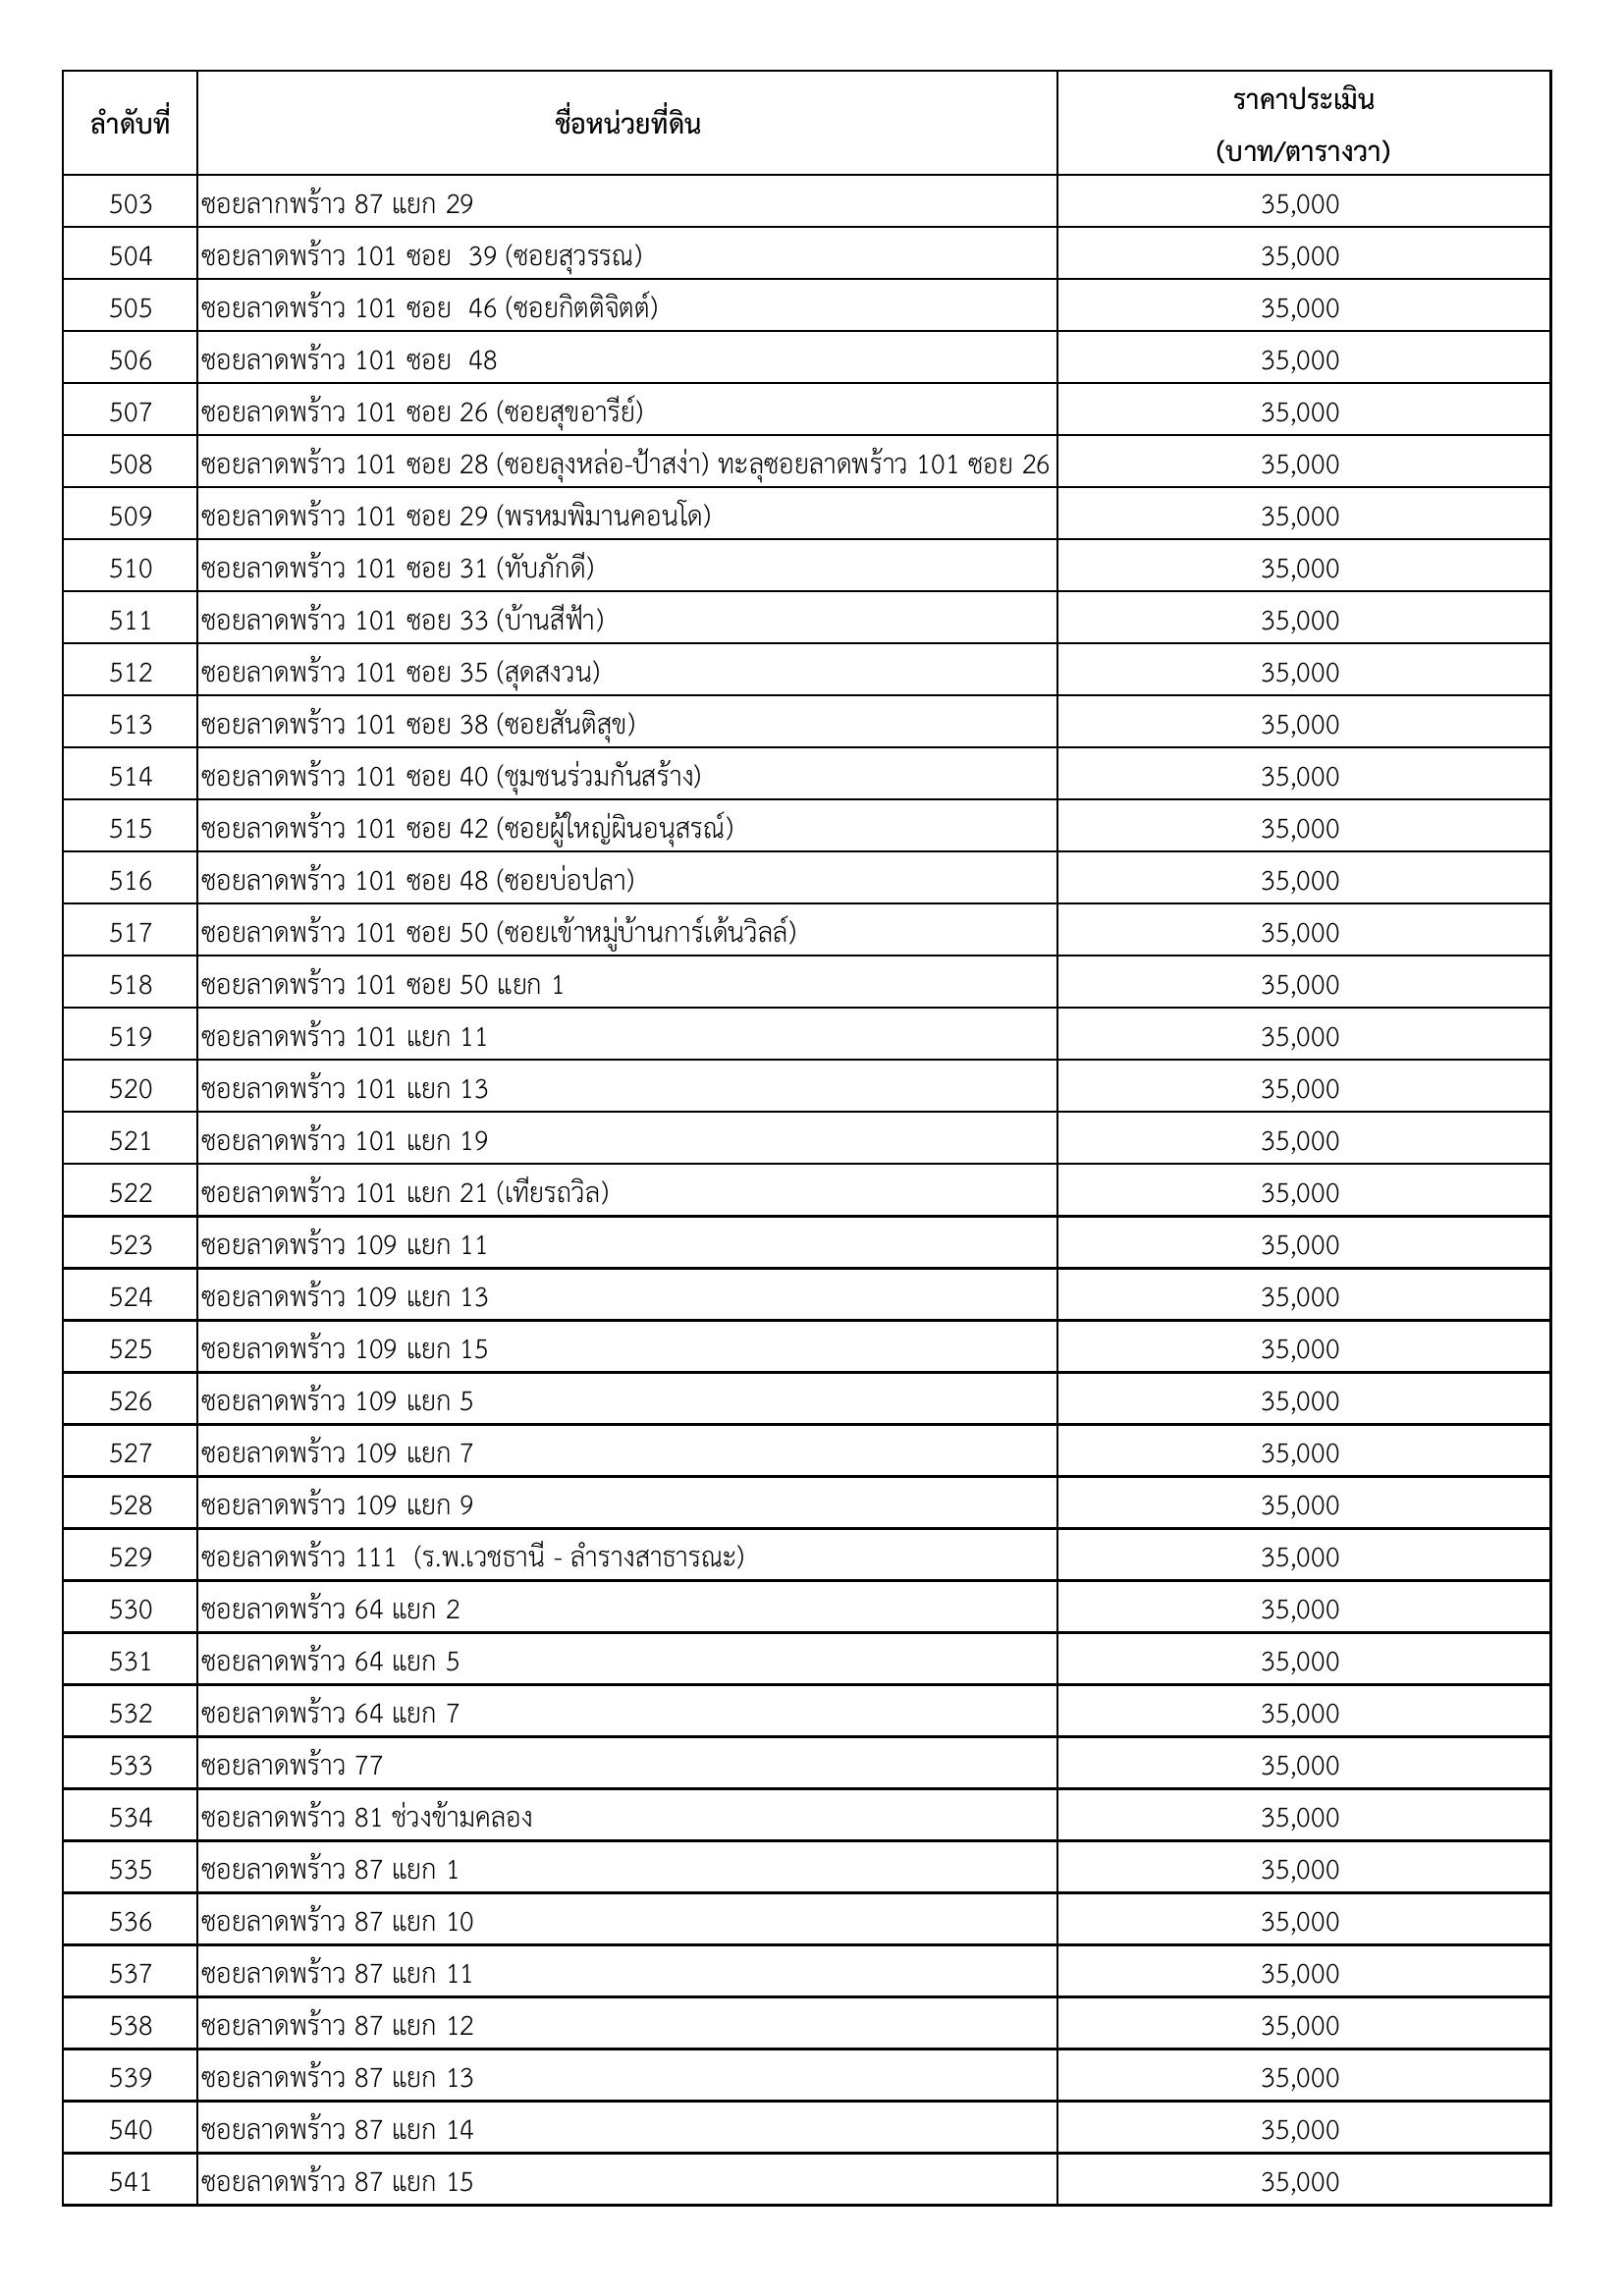 ลำดับที่ ชื่อหน่วยที่ดิน ราคาประเมิน
(บาท/ตารางวา)
503 ซอยลากพร้าว 87 แยก 29 35,000
504 ซอยลาดพร้าว 101 ซอย  39 (ซอยสุวรรณ) 35,000
505 ซอยลาดพร้าว 101 ซอย  46 (ซอยกิตติจิตต์) 35,000
506 ซอยลาดพร้าว 101 ซอย  48 35,000
507 ซอยลาดพร้าว 101 ซอย 26 (ซอยสุขอารีย์) 35,000
508 ซอยลาดพร้าว 101 ซอย 28 (ซอยลุงหล่อ-ป้าสง่า) ทะลุซอยลาดพร้าว 101 ซอย 26 35,000
509 ซอยลาดพร้าว 101 ซอย 29 (พรหมพิมานคอนโด) 35,000
510 ซอยลาดพร้าว 101 ซอย 31 (ทับภักดี) 35,000
511 ซอยลาดพร้าว 101 ซอย 33 (บ้านสีฟ้า) 35,000
512 ซอยลาดพร้าว 101 ซอย 35 (สุดสงวน) 35,000
513 ซอยลาดพร้าว 101 ซอย 38 (ซอยสันติสุข) 35,000
514 ซอยลาดพร้าว 101 ซอย 40 (ชุมชนร่วมกันสร้าง) 35,000
515 ซอยลาดพร้าว 101 ซอย 42 (ซอยผู้ใหญ่ผินอนุสรณ์) 35,000
516 ซอยลาดพร้าว 101 ซอย 48 (ซอยบ่อปลา) 35,000
517 ซอยลาดพร้าว 101 ซอย 50 (ซอยเข้าหมู่บ้านการ์เด้นวิลล์) 35,000
518 ซอยลาดพร้าว 101 ซอย 50 แยก 1 35,000
519 ซอยลาดพร้าว 101 แยก 11 35,000
520 ซอยลาดพร้าว 101 แยก 13 35,000
521 ซอยลาดพร้าว 101 แยก 19 35,000
522 ซอยลาดพร้าว 101 แยก 21 (เทียรถวิล) 35,000
523 ซอยลาดพร้าว 109 แยก 11 35,000
524 ซอยลาดพร้าว 109 แยก 13 35,000
525 ซอยลาดพร้าว 109 แยก 15 35,000
526 ซอยลาดพร้าว 109 แยก 5 35,000
527 ซอยลาดพร้าว 109 แยก 7 35,000
528 ซอยลาดพร้าว 109 แยก 9 35,000
529 ซอยลาดพร้าว 111  (ร.พ.เวชธานี - ลำรางสาธารณะ) 35,000
530 ซอยลาดพร้าว 64 แยก 2 35,000
531 ซอยลาดพร้าว 64 แยก 5 35,000
532 ซอยลาดพร้าว 64 แยก 7 35,000
533 ซอยลาดพร้าว 77 35,000
534 ซอยลาดพร้าว 81 ช่วงข้ามคลอง 35,000
535 ซอยลาดพร้าว 87 แยก 1 35,000
536 ซอยลาดพร้าว 87 แยก 10 35,000
537 ซอยลาดพร้าว 87 แยก 11 35,000
538 ซอยลาดพร้าว 87 แยก 12 35,000
539 ซอยลาดพร้าว 87 แยก 13 35,000
540 ซอยลาดพร้าว 87 แยก 14 35,000
541 ซอยลาดพร้าว 87 แยก 15 35,000